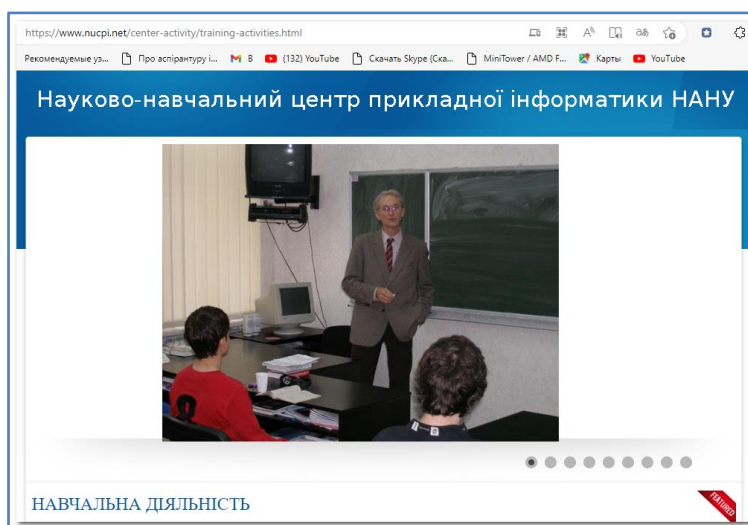 https://www.nucpi.net/center-activity/training-activities.html
Рекомендуемые уз... Про аспірантуру і... В (132) YouTube Скачать Skype (Ска... MiniTower / AMD F... Карты YouTube
Науково-навчальний центр прикладної інформатики НАНУ
НАВЧАЛЬНА ДІЯЛЬНІСТЬ
FEATURED